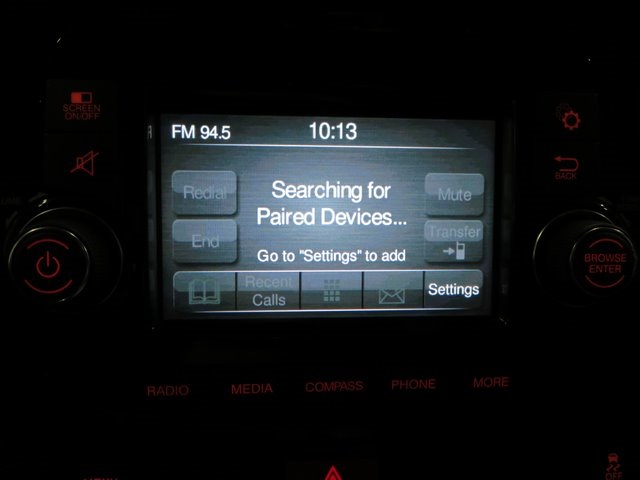 SCREEN
ON/OFF
FM 94.5
10:13
Redial
Searching for
Paired Devices...
Mute
BACK
End
Go to "Settings" to add
Transfer
BROWSE
ENTER
Recent
Calls
Settings
RADIO
MEDIA
COMPASS
PHONE
MORE
OFF